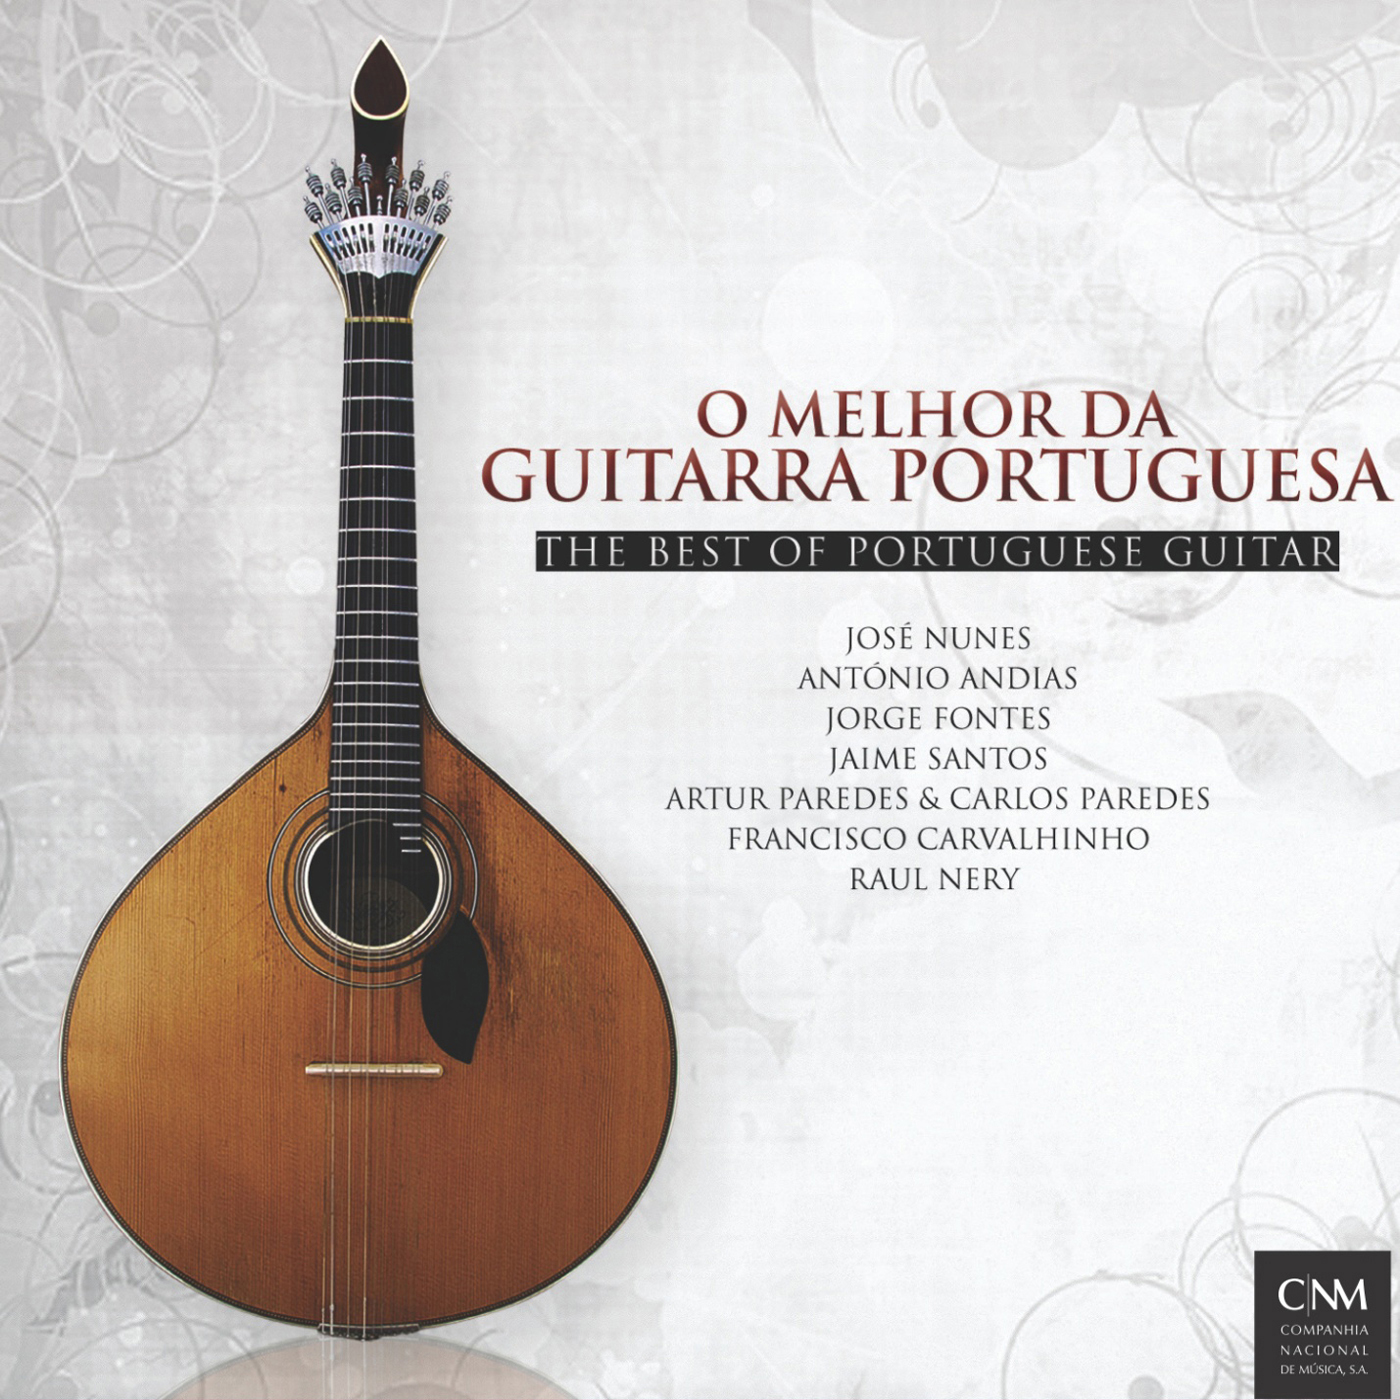 O MELHOR DA
GUITARRA PORTUGUESA
THE BEST OF PORTUGUESE GUITAR
JOSÉ NUNES
ANTÓNIO ANDIAS
JORGE FONTES
JAIME SANTOS
ARTUR PAREDES & CARLOS PAREDES
FRANCISCO CARVALHINHO
RAUL NERY
C|NM
COMPANHIA
NACIONAL
DE MÚSICA, S.A.